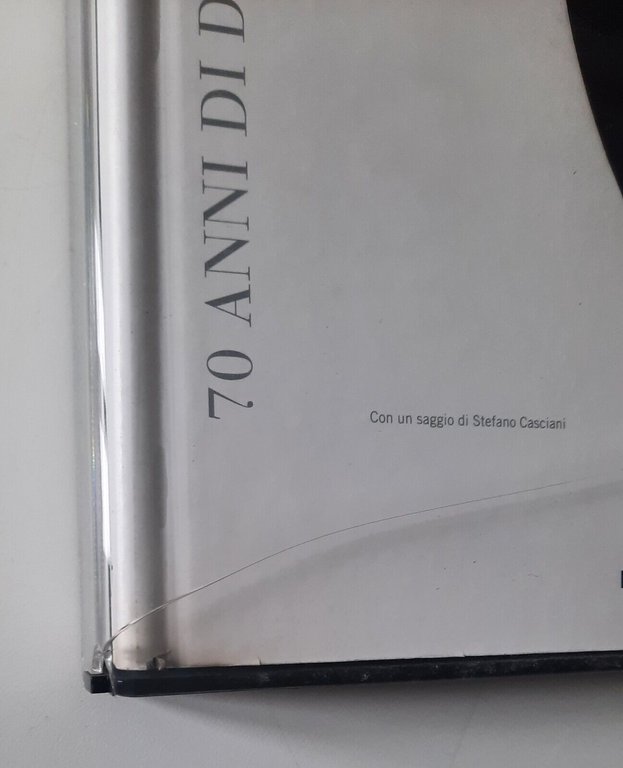 70 ANNI DI D
Con un saggio di Stefano Casciani